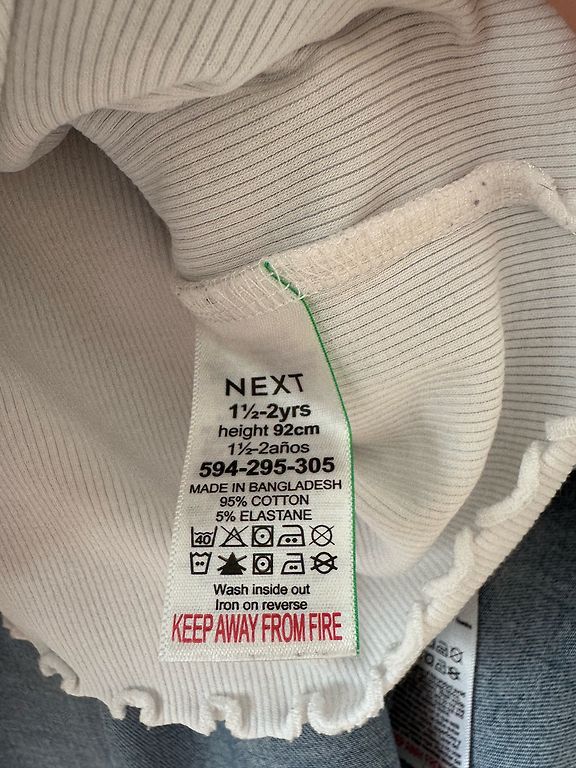 NEXT
1½-2yrs
height 92cm
1½-2años
594-295-305
MADE IN BANGLADESH
95% COTTON
5% ELASTANE
40
Wash inside out
Iron on reverse
KEEP AWAY FROM FIRE